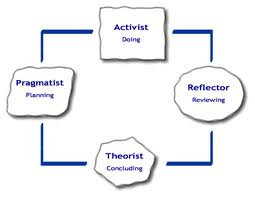 Activist
Doing
Pragmatist
Planning
Reflector
Reviewing
Theorist
Concluding